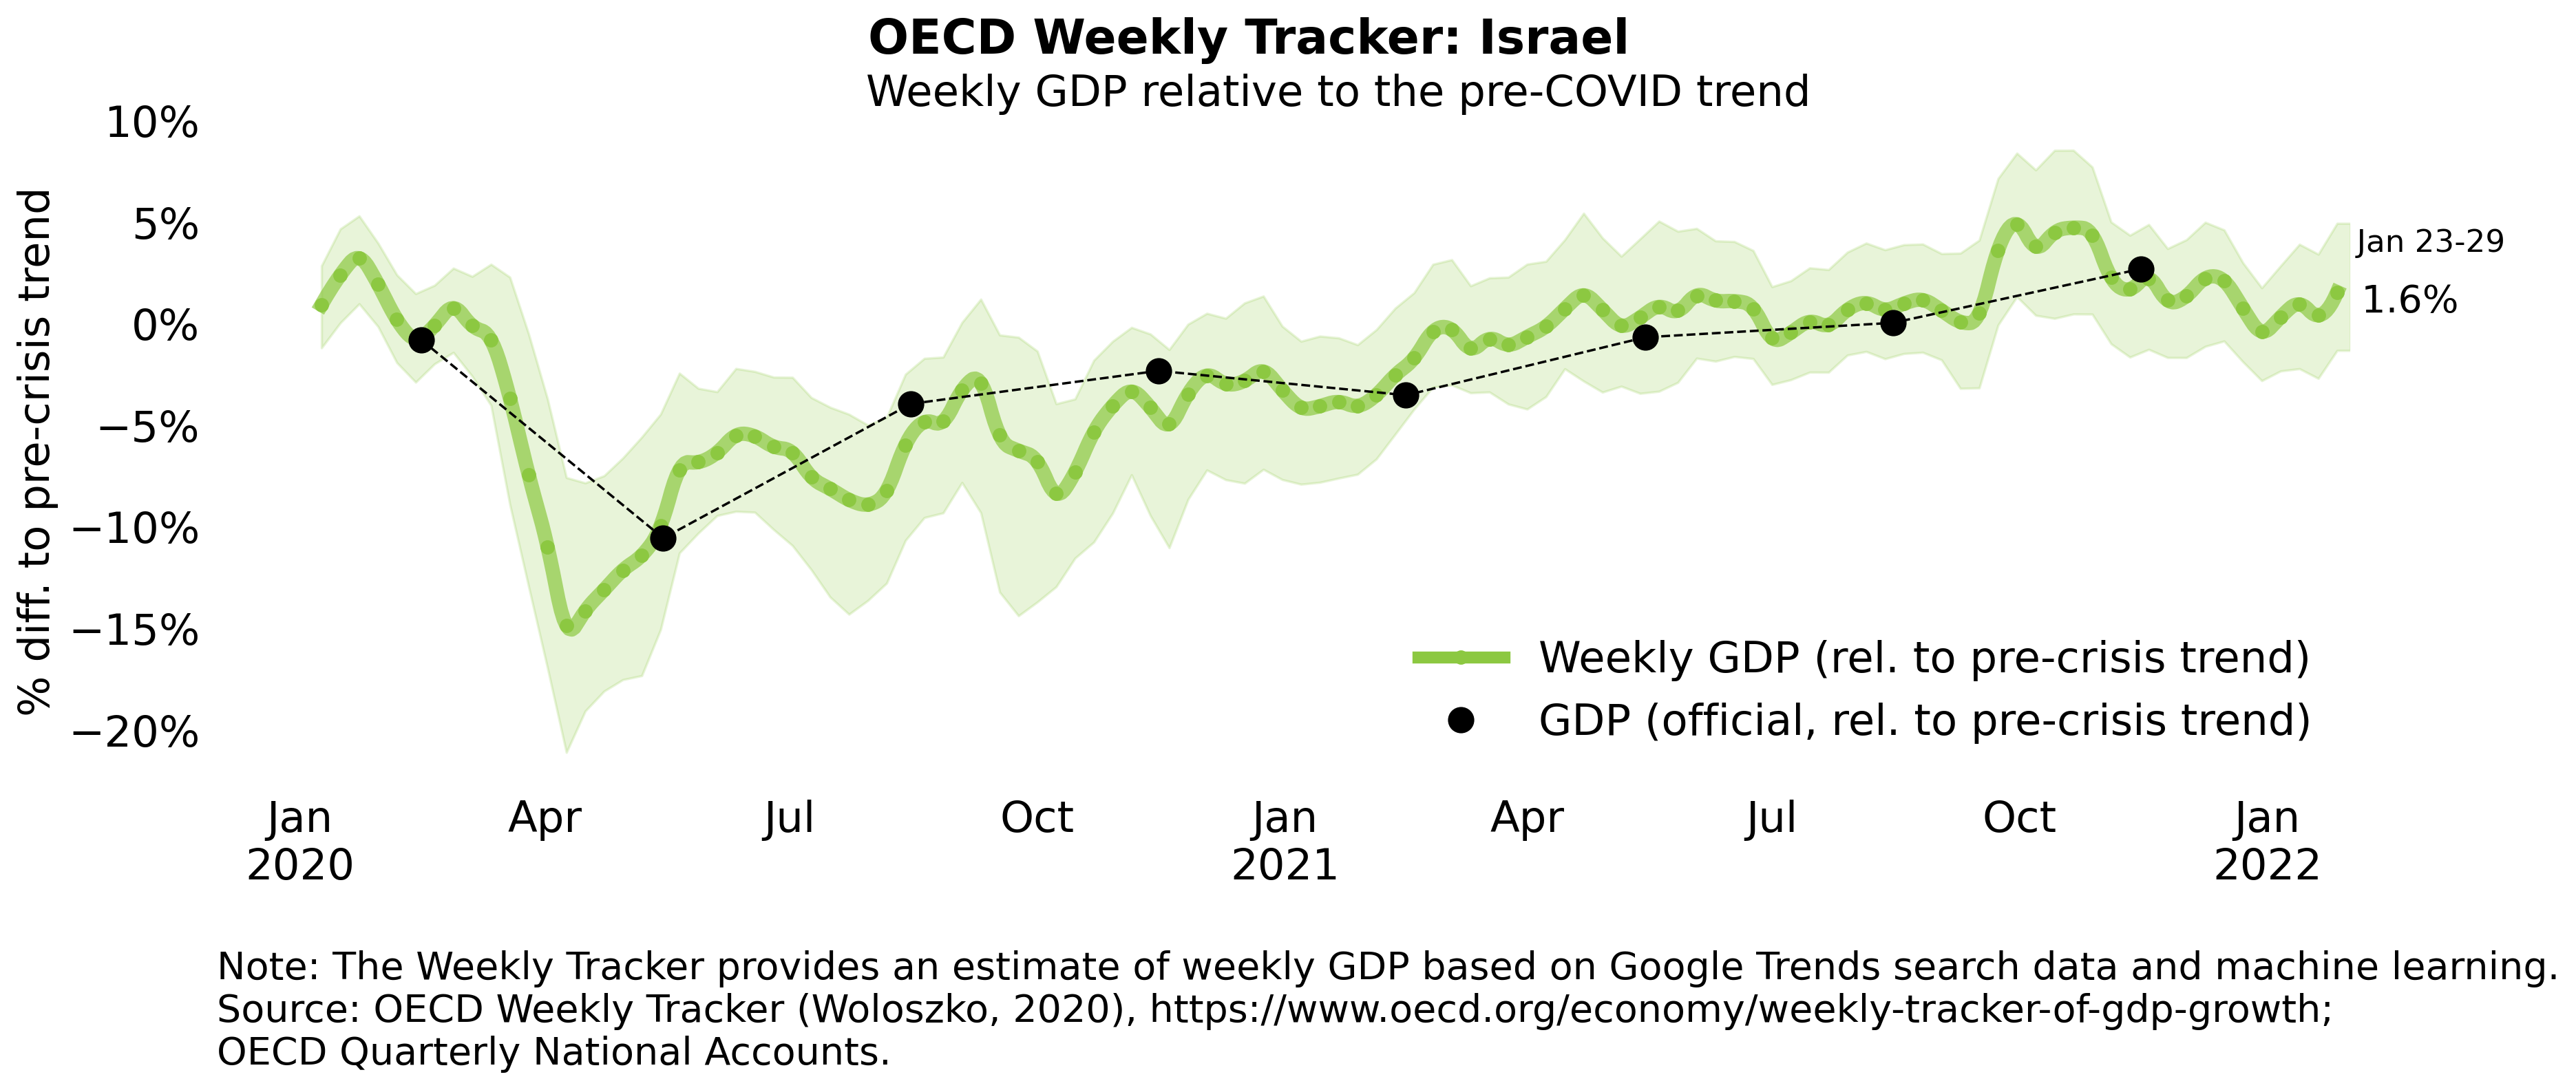 OECD Weekly Tracker: Israel
Weekly GDP relative to the pre-COVID trend
% diff. to pre-crisis trend
10%
5%
0%
−5%
−10%
−15%
−20%
Jan 23-29
1.6%
Weekly GDP (rel. to pre-crisis trend)
GDP (official, rel. to pre-crisis trend)
Jan Apr Jul Oct Jan Apr Jul Oct Jan
2020 2021 2022
Note: The Weekly Tracker provides an estimate of weekly GDP based on Google Trends search data and machine learning.
Source: OECD Weekly Tracker (Woloszko, 2020), https://www.oecd.org/economy/weekly-tracker-of-gdp-growth;
OECD Quarterly National Accounts.